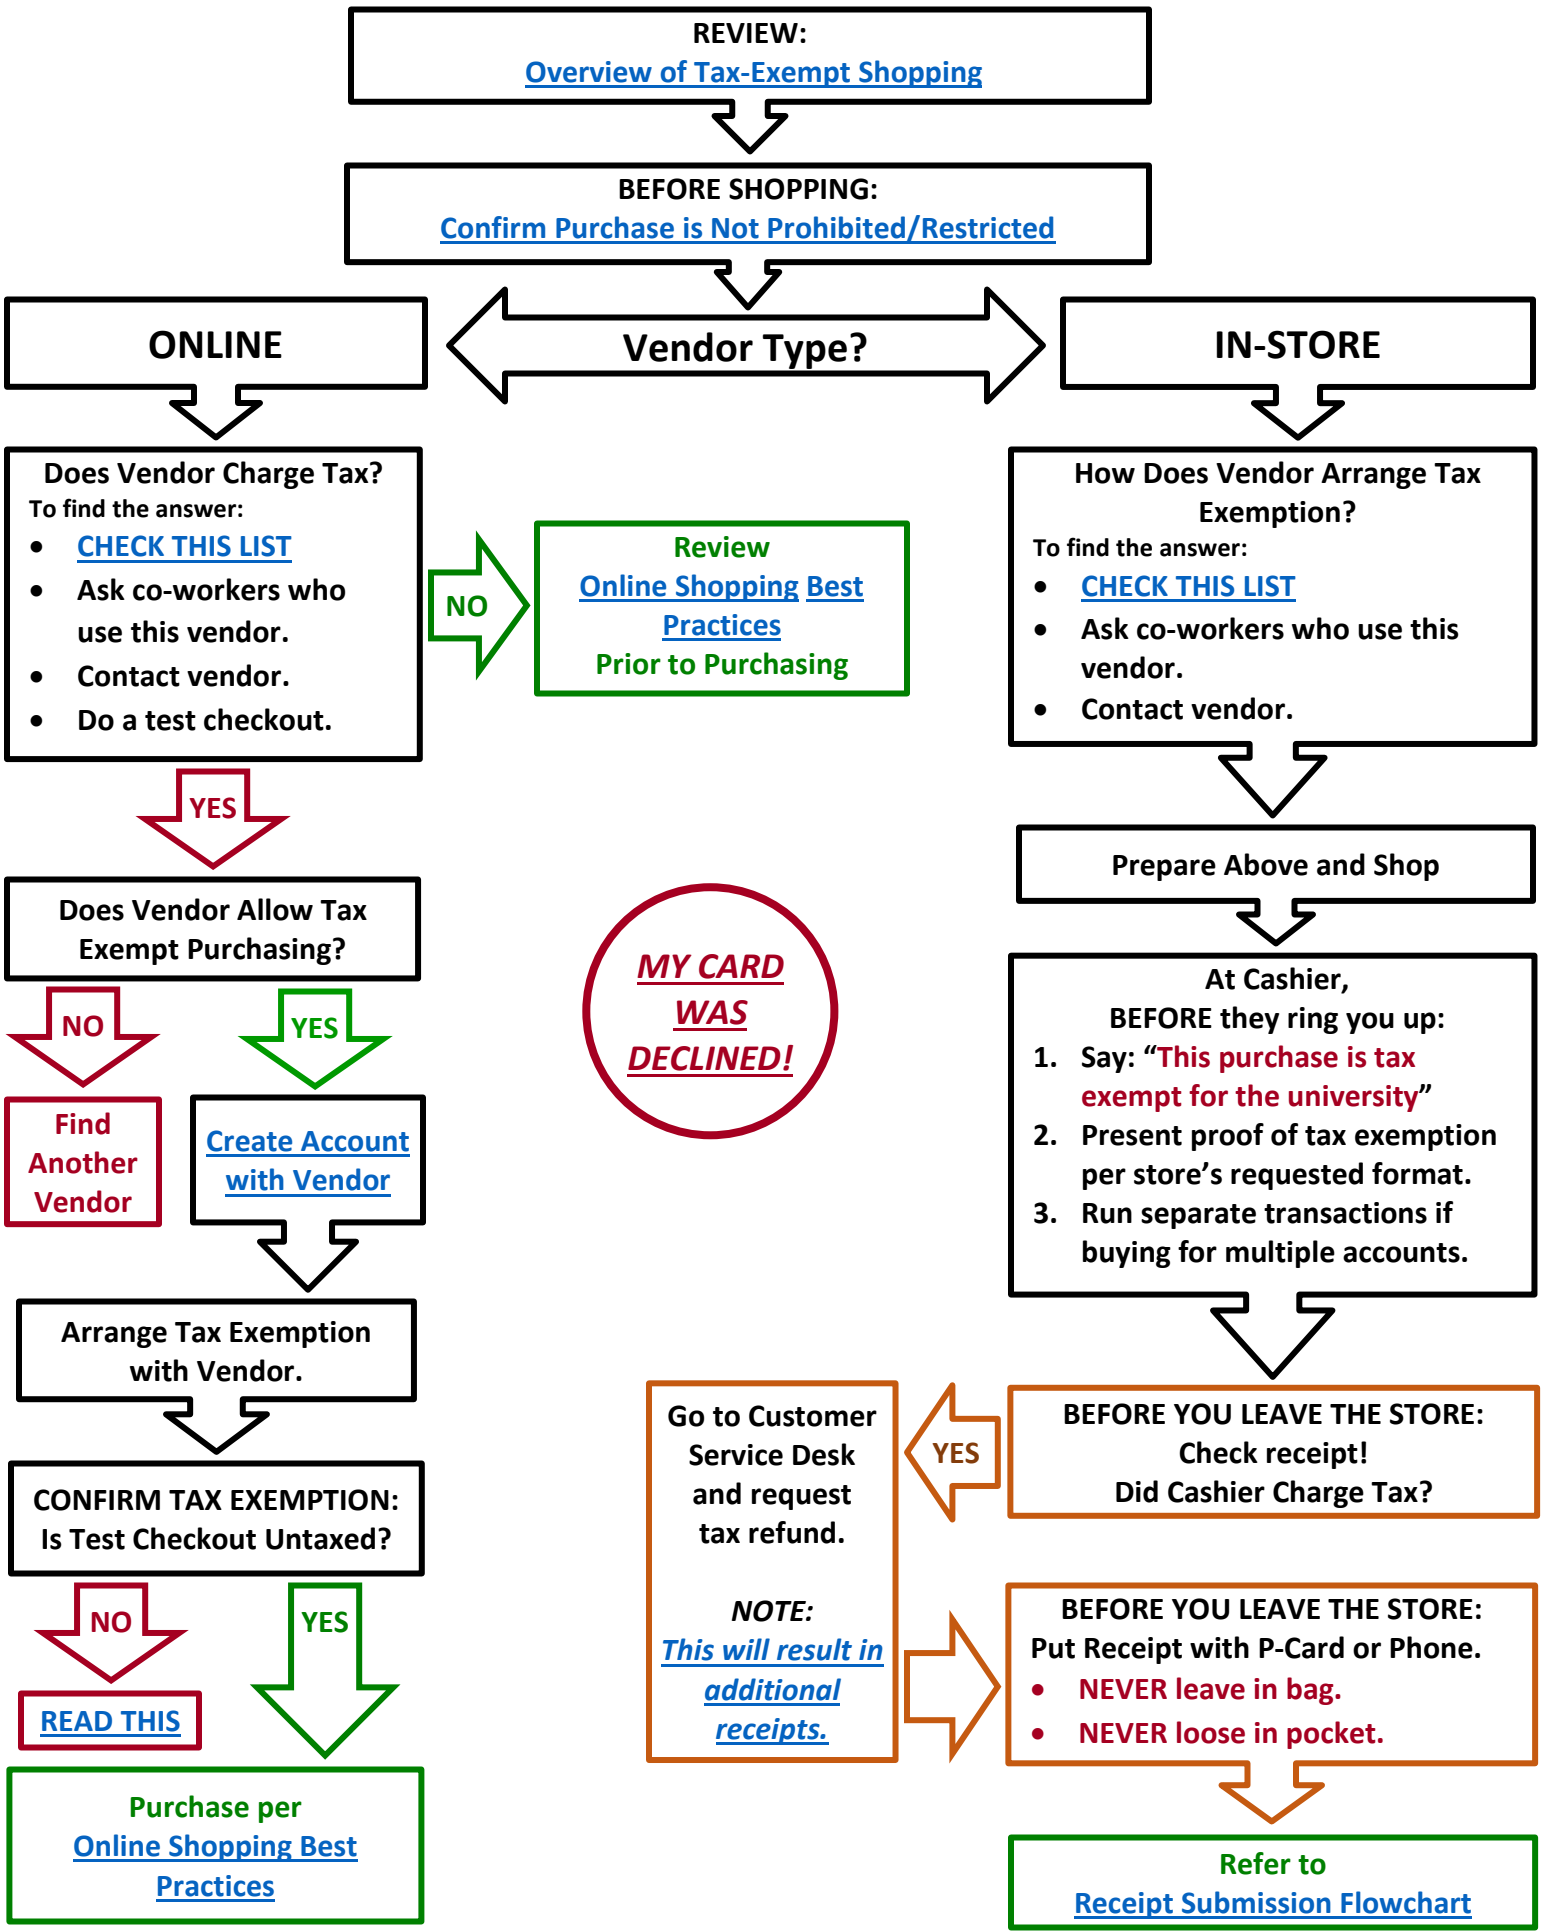 REVIEW:
Overview of Tax-Exempt Shopping
BEFORE SHOPPING:
Confirm Purchase is Not Prohibited/Restricted
Vendor Type?
ONLINE
Does Vendor Charge Tax?
To find the answer:
• CHECK THIS LIST
• Ask co-workers who
use this vendor.
• Contact vendor.
• Do a test checkout.
NO
Review
Online Shopping Best
Practices
Prior to Purchasing
YES
Does Vendor Allow Tax
Exempt Purchasing?
NO
Find
Another
Vendor
YES
Create Account
with Vendor
Arrange Tax Exemption
with Vendor.
CONFIRM TAX EXEMPTION:
Is Test Checkout Untaxed?
NO
READ THIS
YES
Purchase per
Online Shopping Best
Practices
MY CARD
WAS
DECLINED!
IN-STORE
How Does Vendor Arrange Tax
Exemption?
To find the answer:
• CHECK THIS LIST
• Ask co-workers who use this
vendor.
• Contact vendor.
Prepare Above and Shop
At Cashier,
BEFORE they ring you up:
1. Say: “This purchase is tax
exempt for the university”
2. Present proof of tax exemption
per store’s requested format.
3. Run separate transactions if
buying for multiple accounts.
BEFORE YOU LEAVE THE STORE:
Check receipt!
Did Cashier Charge Tax?
YES
Go to Customer
Service Desk
and request
tax refund.
NOTE:
This will result in
additional
receipts.
BEFORE YOU LEAVE THE STORE:
Put Receipt with P-Card or Phone.
• NEVER leave in bag.
• NEVER loose in pocket.
Refer to
Receipt Submission Flowchart